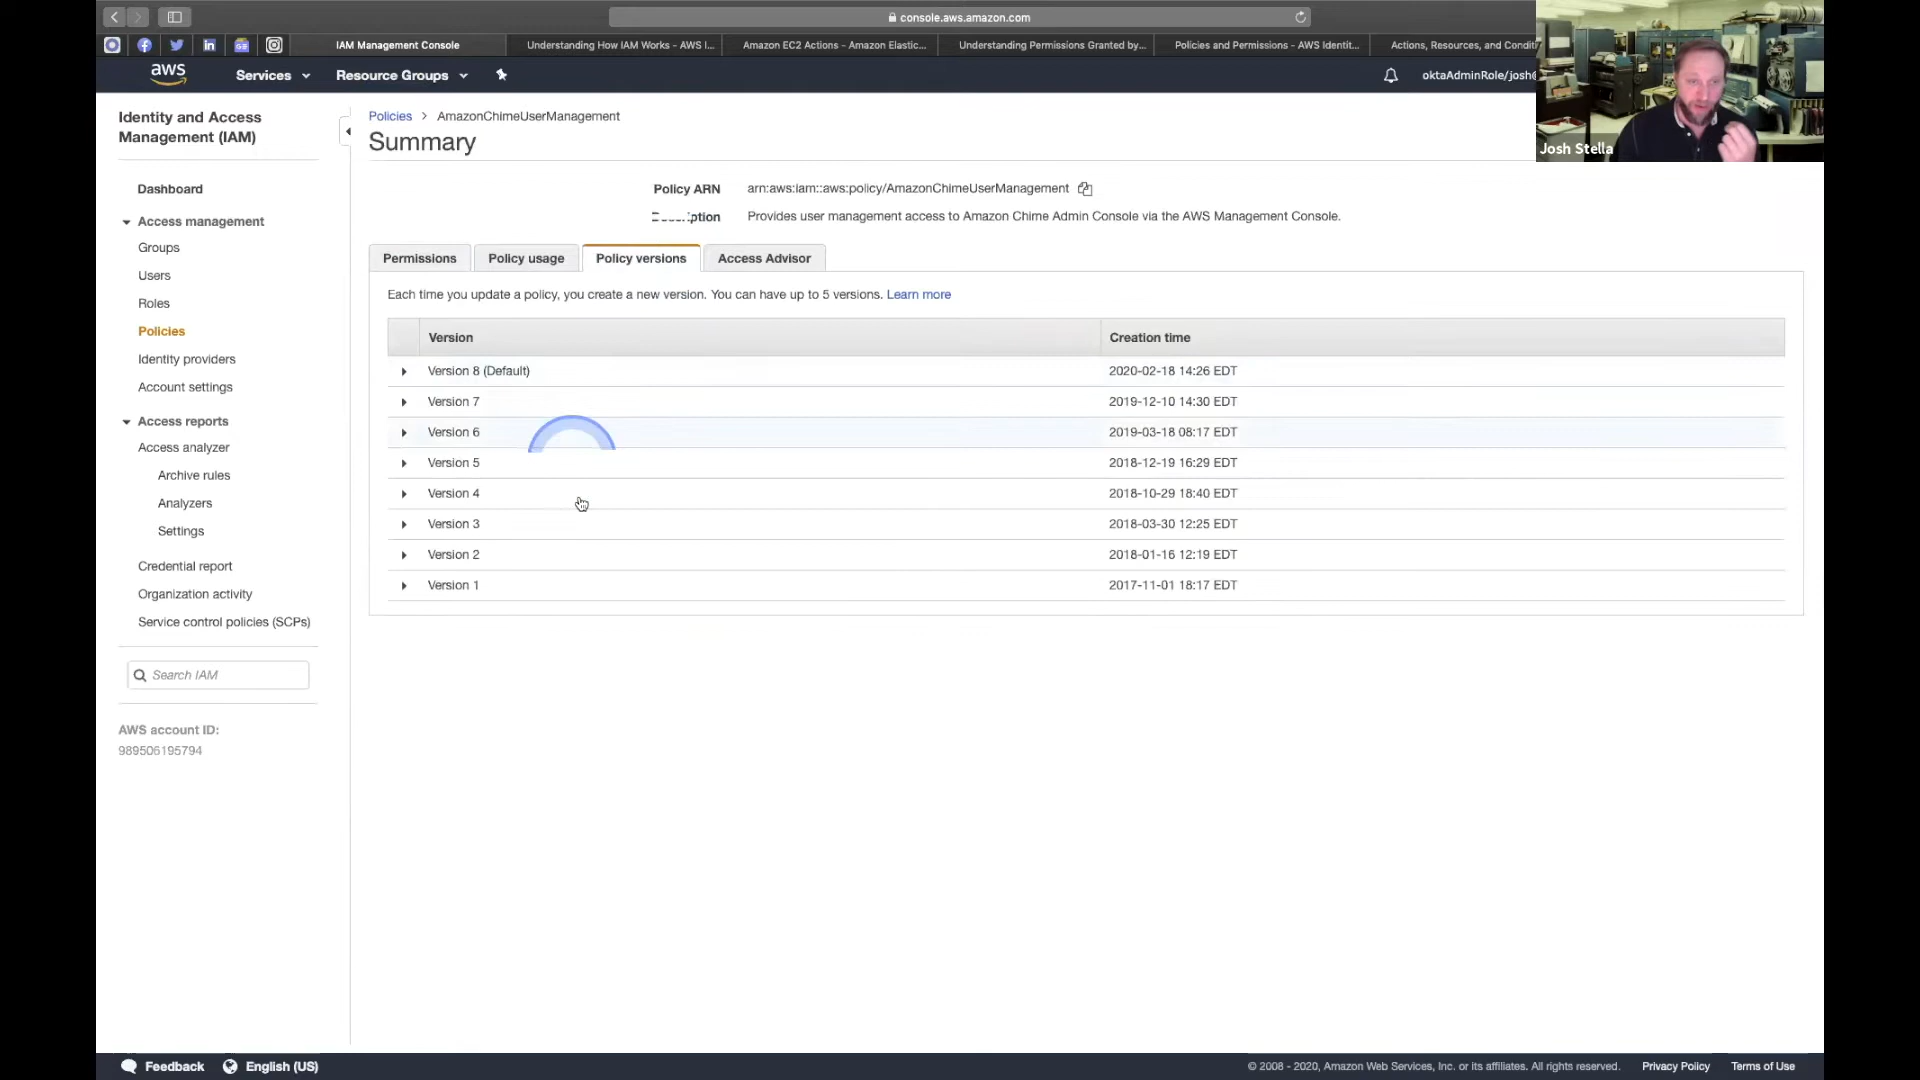 console.aws.amazon.com
IAM Management Console
Understanding How IAM Works - AWS I...
Amazon EC2 Actions - Amazon Elastic...
Understanding Permissions Granted by...
Policies and Permissions - AWS Identit...
Actions, Resources, and Conditi
aws
Services
Resource Groups
oktaAdminRole/josh@
Josh Stella
Identity and Access
Management (IAM)
Dashboard
Access management
Groups
Users
Roles
Policies
Identity providers
Account settings
Access reports
Access analyzer
Archive rules
Analyzers
Settings
Credential report
Organization activity
Service control policies (SCPs)
Search IAM
AWS account ID:
989506195794
Policies > AmazonChimeUserManagement
Summary
Policy ARN arn:aws:iam::aws:policy/AmazonChimeUserManagement
Description Provides user management access to Amazon Chime Admin Console via the AWS Management Console.
Permissions
Policy usage
Policy versions
Access Advisor
Each time you update a policy, you create a new version. You can have up to 5 versions. Learn more
Version Creation time
Version 8 (Default) 2020-02-18 14:26 EDT
Version 7 2019-12-10 14:30 EDT
Version 6 2019-03-18 08:17 EDT
Version 5 2018-12-19 16:29 EDT
Version 4 2018-10-29 18:40 EDT
Version 3 2018-03-30 12:25 EDT
Version 2 2018-01-16 12:19 EDT
Version 1 2017-11-01 18:17 EDT
Feedback
English (US)
© 2008 - 2020, Amazon Web Services, Inc. or its affiliates. All rights reserved.
Privacy Policy
Terms of Use